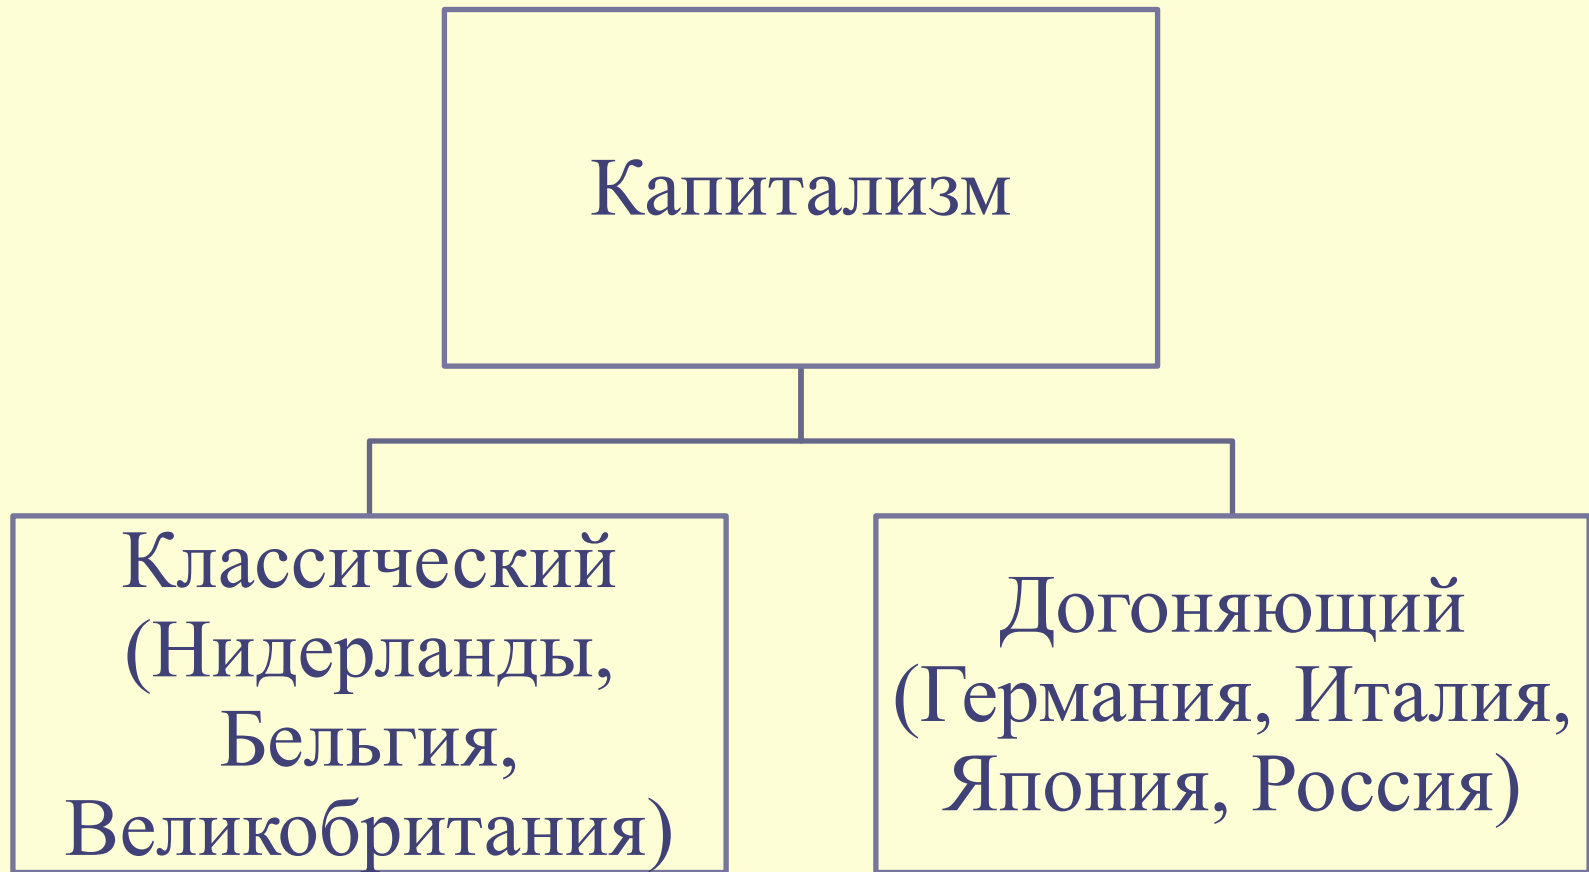 Капитализм
Классический
(Нидерланды,
Бельгия,
Великобритания)
Догоняющий
(Германия, Италия,
Япония, Россия)